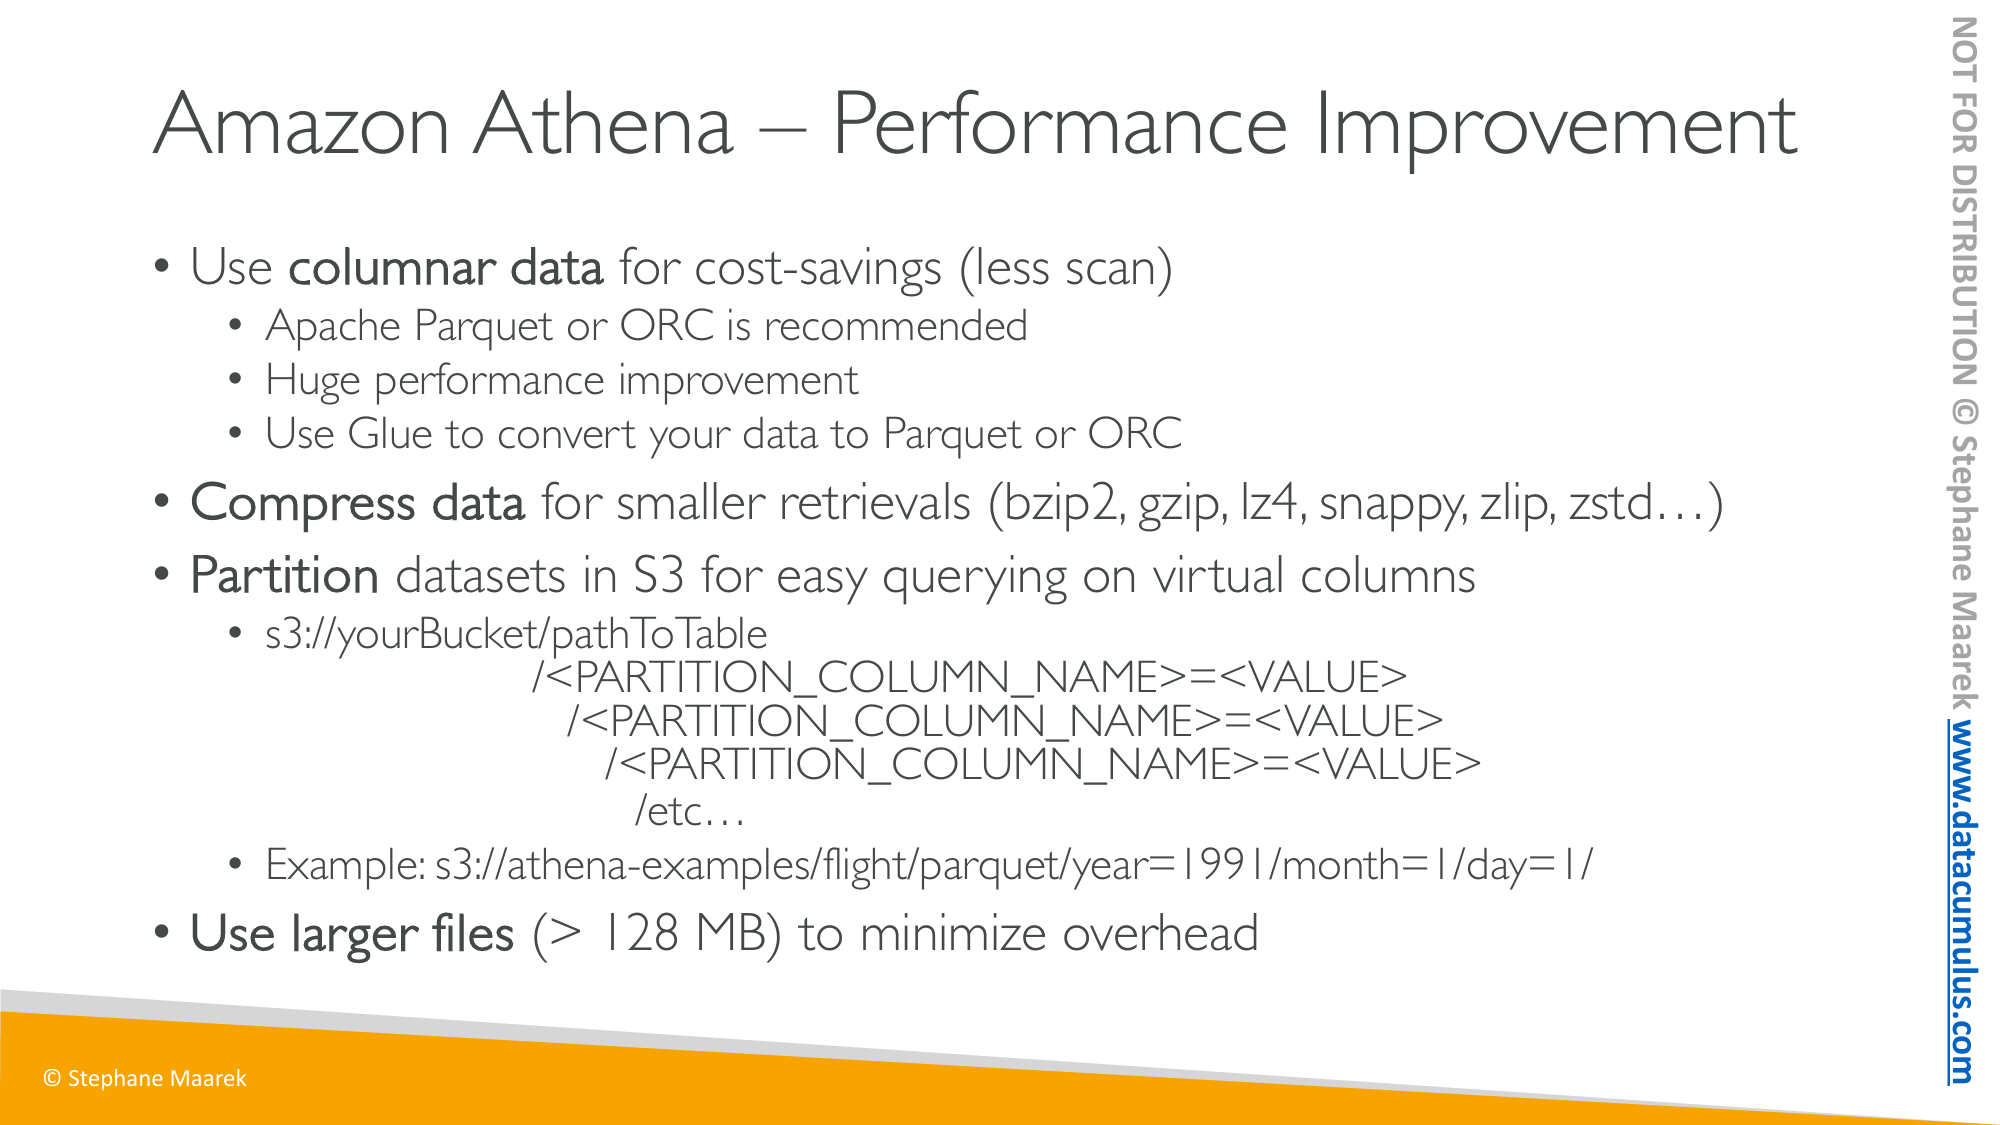 Amazon Athena – Performance Improvement
• Use columnar data for cost-savings (less scan)
• Apache Parquet or ORC is recommended
• Huge performance improvement
• Use Glue to convert your data to Parquet or ORC
• Compress data for smaller retrievals (bzip2, gzip, lz4, snappy, zlip, zstd…)
• Partition datasets in S3 for easy querying on virtual columns
• s3://yourBucket/pathToTable
/<PARTITION_COLUMN_NAME>=<VALUE>
/<PARTITION_COLUMN_NAME>=<VALUE>
/<PARTITION_COLUMN_NAME>=<VALUE>
/etc…
• Example: s3://athena-examples/flight/parquet/year=1991/month=1/day=1/
• Use larger files (> 128 MB) to minimize overhead
© Stephane Maarek
NOT FOR DISTRIBUTION © Stephane Maarek www.datacumulus.com